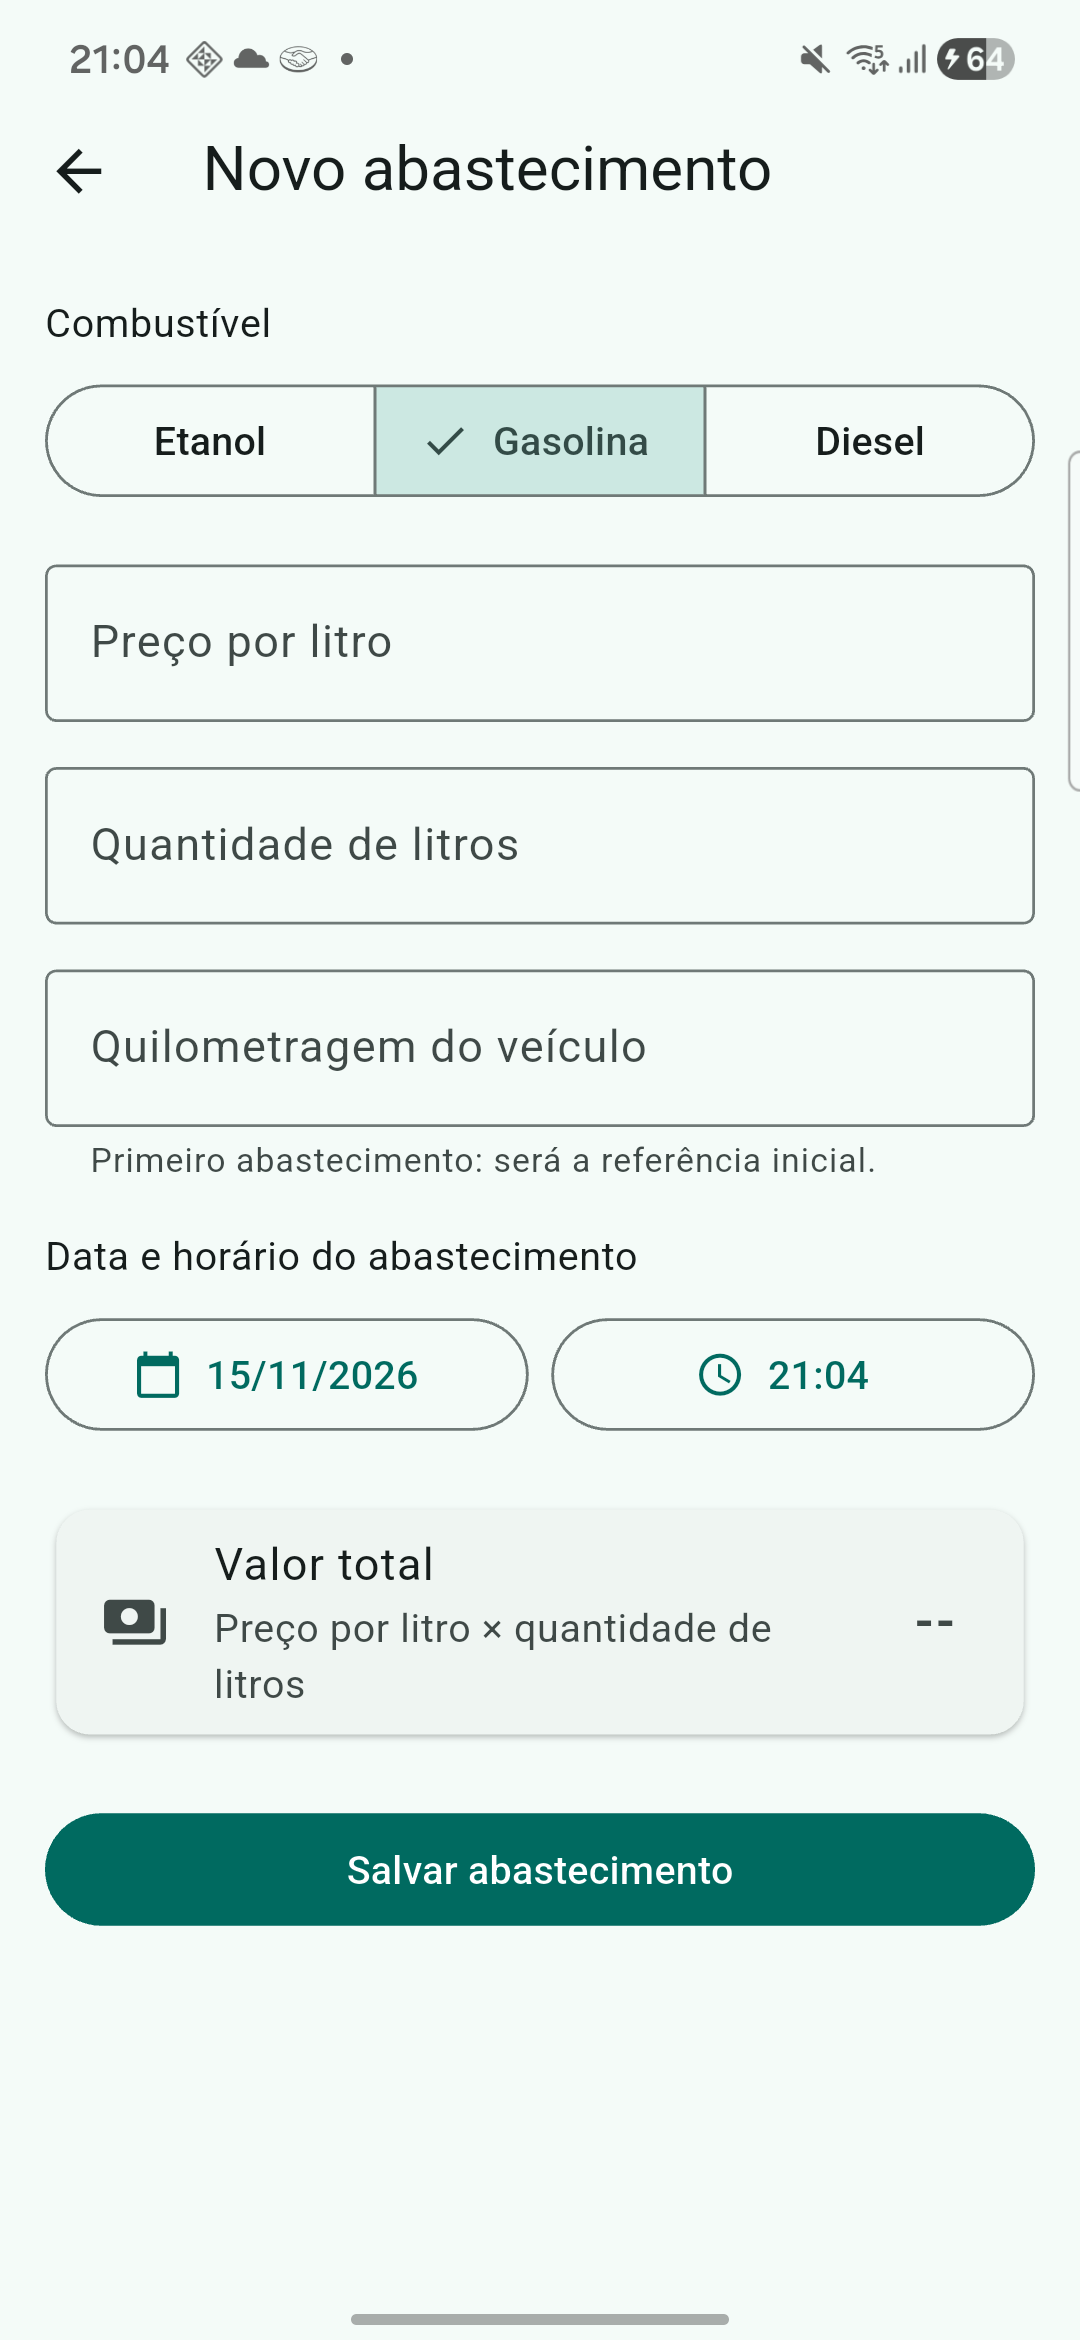 21:04
5
64
Novo abastecimento
Combustível
Etanol
Gasolina
Diesel
Preço por litro
Quantidade de litros
Quilometragem do veículo
Primeiro abastecimento: será a referência inicial.
Data e horário do abastecimento
15/11/2026
21:04
Valor total
Preço por litro × quantidade de
litros
--
Salvar abastecimento